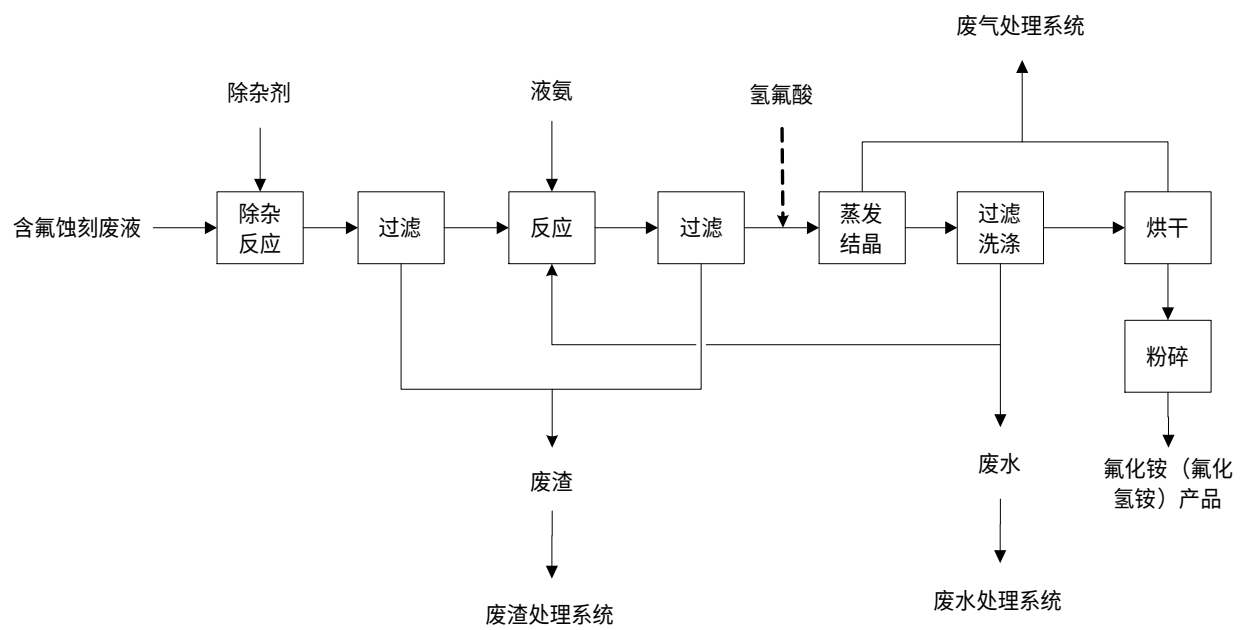 废气处理系统
除杂剂
液氨
氢氟酸
含氟蚀刻废液
除杂
反应
过滤
反应
过滤
蒸发
结晶
过滤
洗涤
烘干
粉碎
废渣
废水
氟化铵（氟化
氢铵）产品
废渣处理系统
废水处理系统